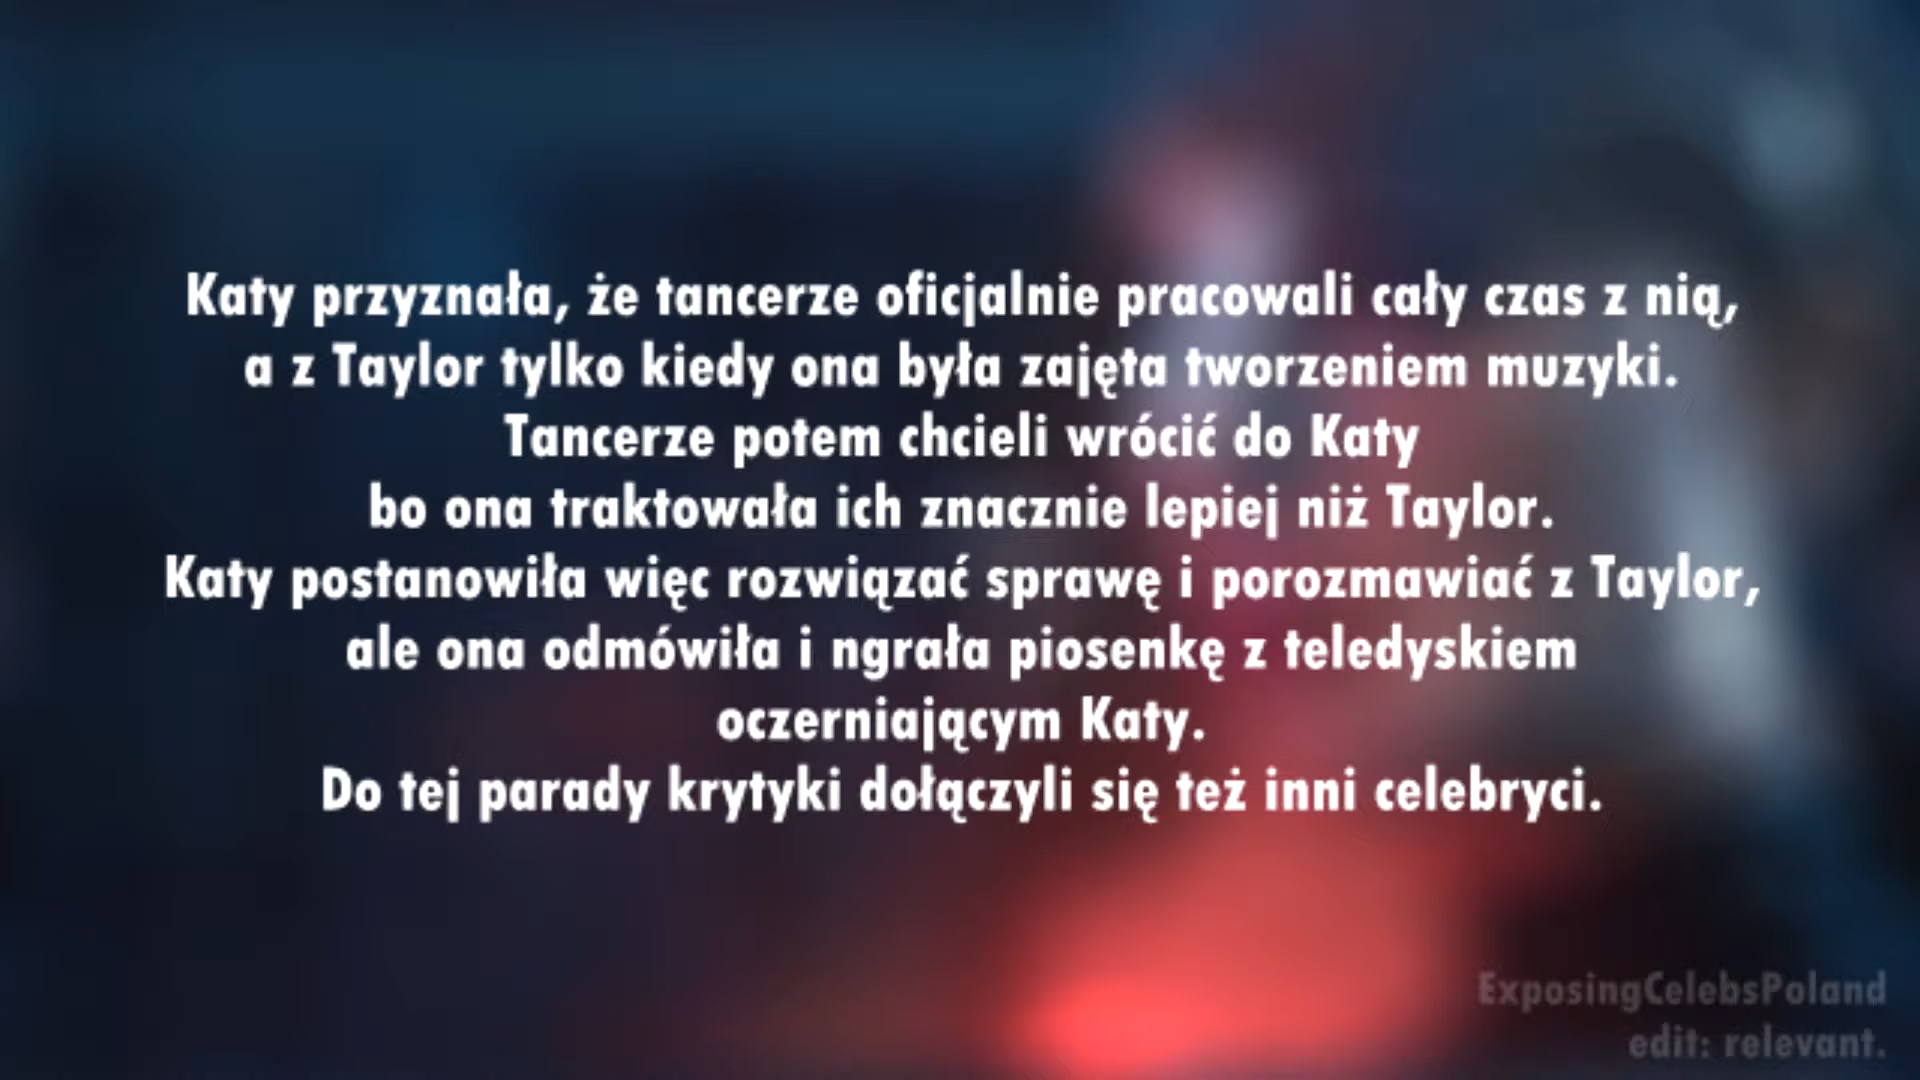 Katy przyznała, że tancerze oficjalnie pracowali cały czas z nią,
a z Taylor tylko kiedy ona była zajęta tworzeniem muzyki.
Tancerze potem chcieli wrócić do Katy
bo ona traktowała ich znacznie lepiej niż Taylor.
Katy postanowiła więc rozwiązać sprawę i porozmawiać z Taylor,
ale ona odmówiła i ngrała piosenkę z teledyskiem
oczerniającym Katy.
Do tej parady krytyki dołączyli się też inni celebryci.
ExposingCelebsPoland
edit: relevant.